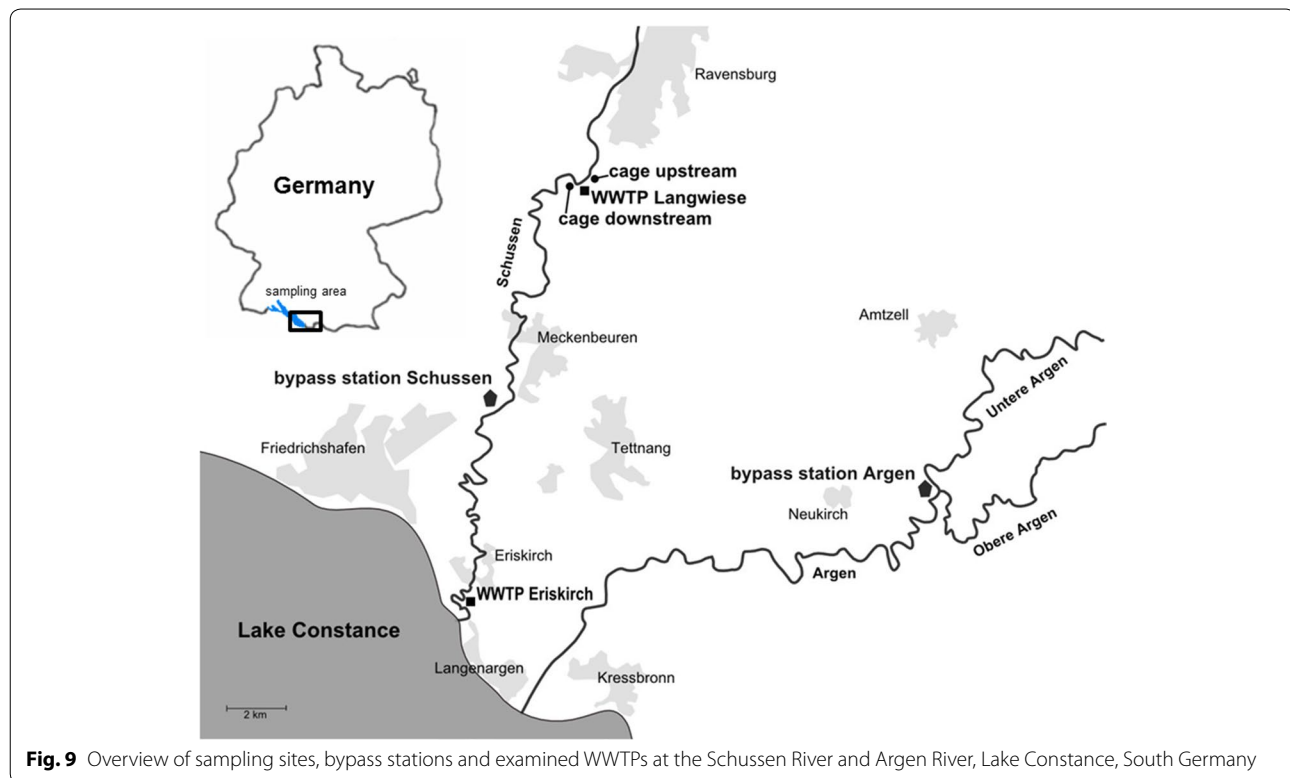 Ravensburg
cage upstream
WWTP Langwiese
cage downstream
Germany
Schussen
sampling area
Meckenbeuren
Amtzell
bypass station Schussen
Untere Argen
Friedrichshafen
Tettnang
bypass station Argen
Neukirch
Obere Argen
Eriskirch
Argen
WWTP Eriskirch
Lake Constance
Langenargen
Kressbronn
2 km
Fig. 9 Overview of sampling sites, bypass stations and examined WWTPs at the Schussen River and Argen River, Lake Constance, South Germany